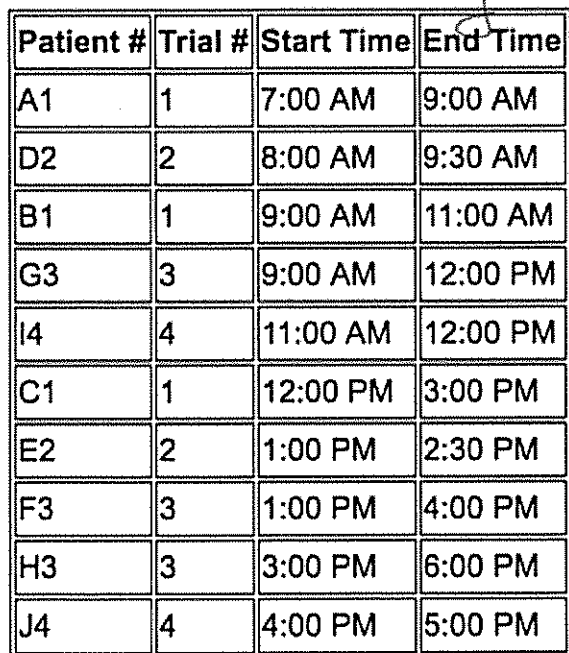 Patient # Trial # Start Time End Time
A1 1 7:00 AM 9:00 AM
D2 2 8:00 AM 9:30 AM
B1 1 9:00 AM 11:00 AM
G3 3 9:00 AM 12:00 PM
I4 4 11:00 AM 12:00 PM
C1 1 12:00 PM 3:00 PM
E2 2 1:00 PM 2:30 PM
F3 3 1:00 PM 4:00 PM
H3 3 3:00 PM 6:00 PM
J4 4 4:00 PM 5:00 PM